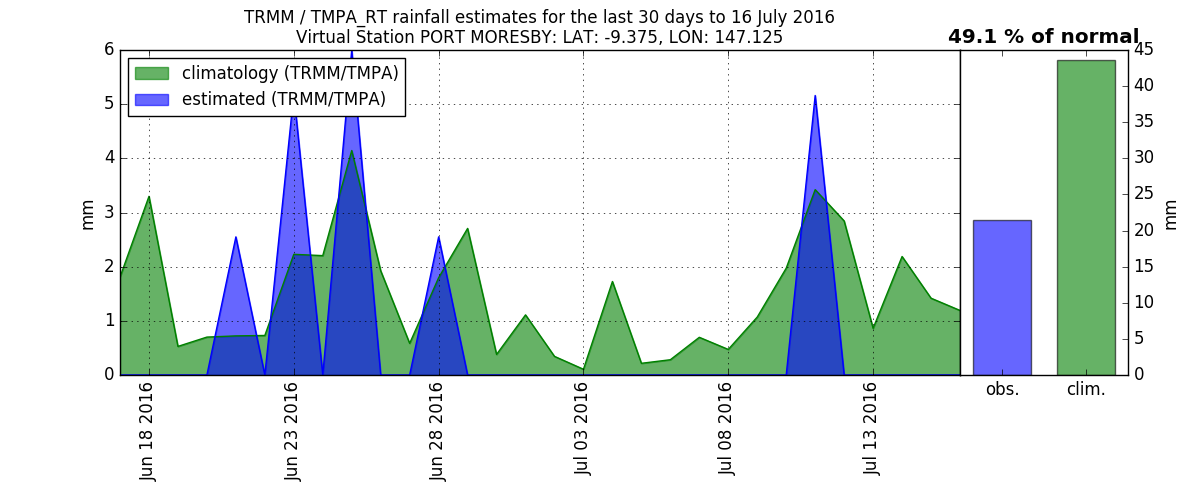 TRMM / TMPA_RT rainfall estimates for the last 30 days to 16 July 2016
Virtual Station PORT MORESBY: LAT: -9.375, LON: 147.125
49.1 % of normal
climatology (TRMM/TMPA)
estimated (TRMM/TMPA)
6
5
4
3
2
1
0
mm
Jun 18 2016
Jun 23 2016
Jun 28 2016
Jul 03 2016
Jul 08 2016
Jul 13 2016
obs.
clim.
45
40
35
30
25
20
15
10
5
0
mm